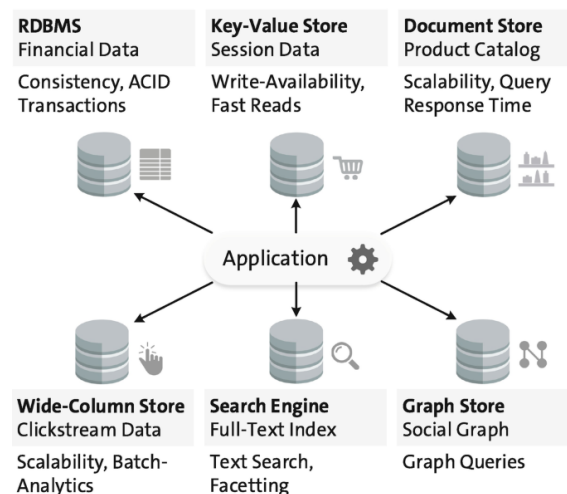 RDBMS
Financial Data
Consistency, ACID
Transactions
Key-Value Store
Session Data
Write-Availability,
Fast Reads
Document Store
Product Catalog
Scalability, Query
Response Time
Application
Wide-Column Store
Clickstream Data
Scalability, Batch-
Analytics
Search Engine
Full-Text Index
Text Search,
Facetting
Graph Store
Social Graph
Graph Queries